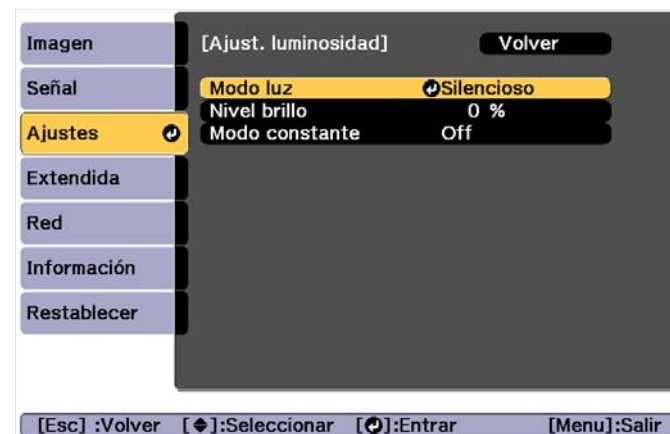 Imagen
Señal
Ajustes
Extendida
Red
Información
Restablecer
[Ajust. luminosidad] Volver
Modo luz Silencioso
Nivel brillo 0 %
Modo constante Off
[Esc] :Volver [ ]:Seleccionar [ ]:Entrar [Menu]:Salir